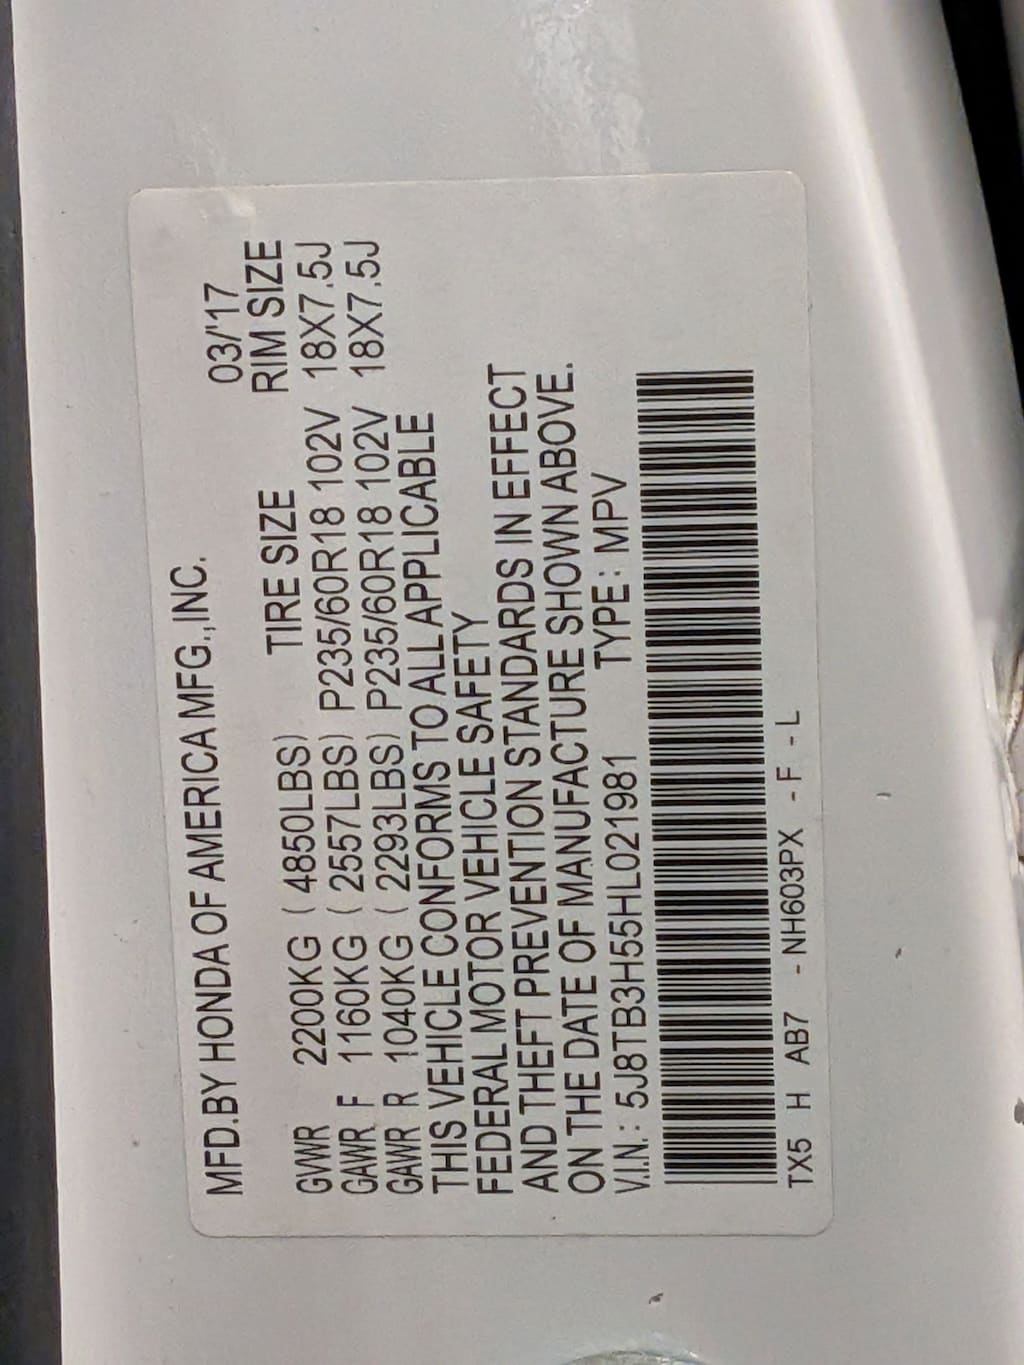 MFD.BY HONDA OF AMERICA MFG.,INC.
03/'17
TIRE SIZE RIM SIZE
GVWR 2200KG ( 4850LBS)
GAWR F 1160KG ( 2557LBS) P235/60R18 102V 18X7.5J
GAWR R 1040KG ( 2293LBS) P235/60R18 102V 18X7.5J
THIS VEHICLE CONFORMS TO ALL APPLICABLE
FEDERAL MOTOR VEHICLE SAFETY
AND THEFT PREVENTION STANDARDS IN EFFECT
ON THE DATE OF MANUFACTURE SHOWN ABOVE.
V.I.N.: 5J8TB3H55HL021981 TYPE: MPV
TX5 H AB7 -NH603PX -F-L